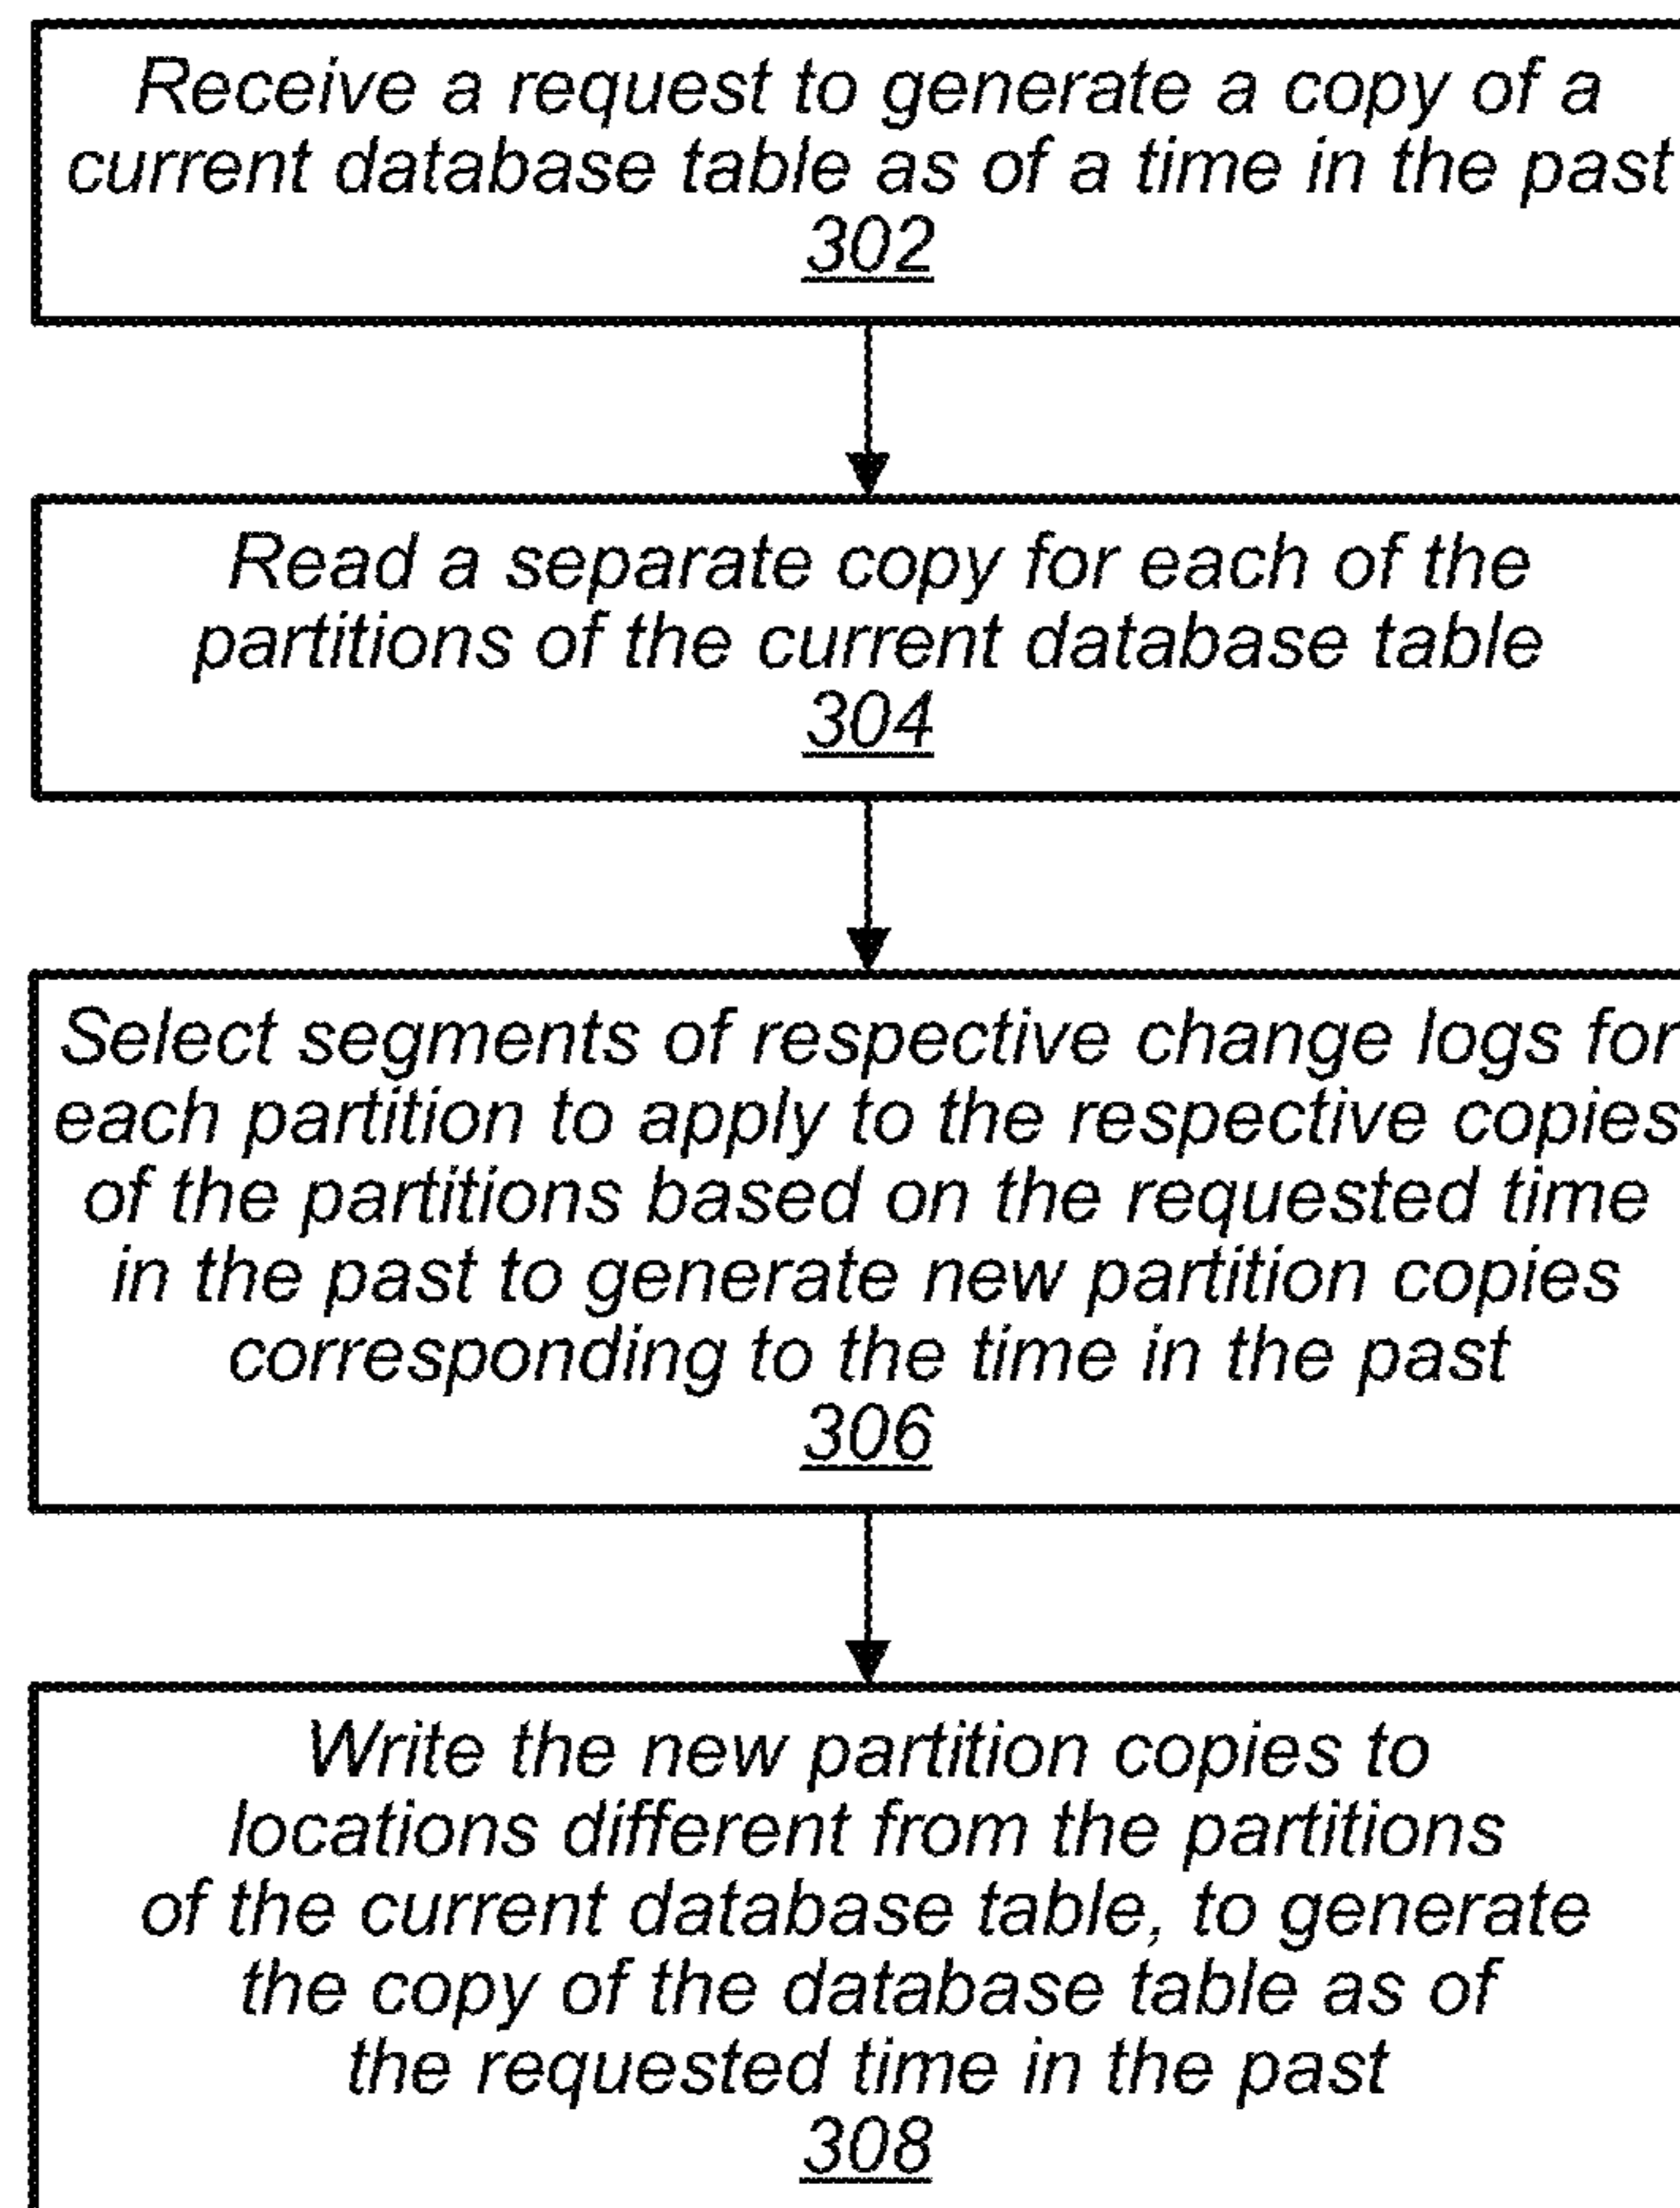 Receive a request to generate a copy of a
current database table as of a time in the past
302
Read a separate copy for each of the
partitions of the current database table
304
Select segments of respective change logs for
each partition to apply to the respective copies
of the partitions based on the requested time
in the past to generate new partition copies
corresponding to the time in the past
306
Write the new partition copies to
locations different from the partitions
of the current database table, to generate
the copy of the database table as of
the requested time in the past
308